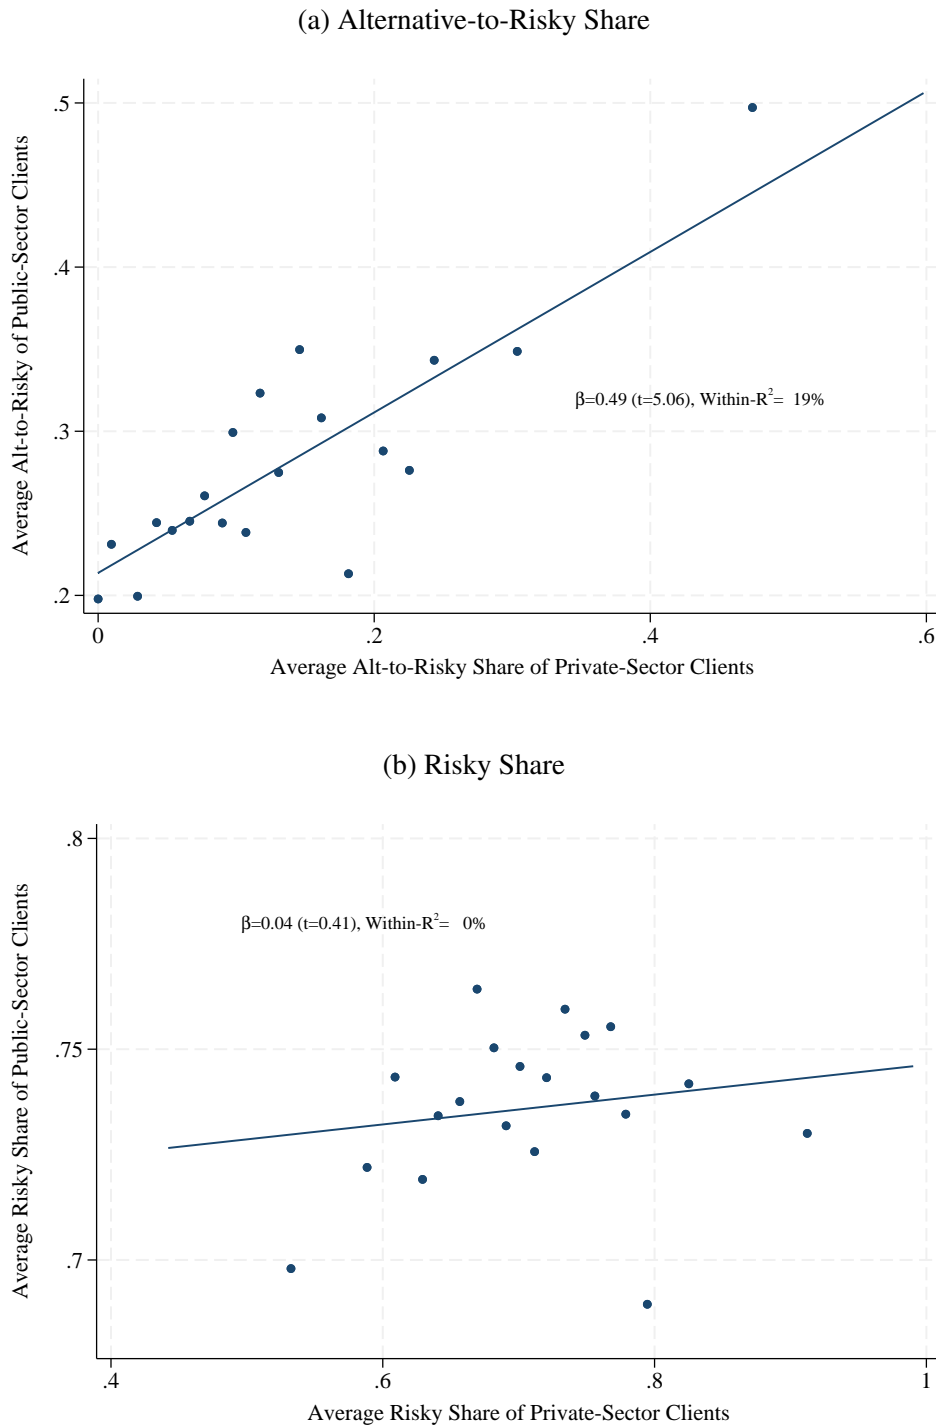 (a) Alternative-to-Risky Share
Average Alt-to-Risky of Public-Sector Clients
.5
.4
.3
.2
β=0.49 (t=5.06), Within-R²= 19%
0 .2 .4 .6
Average Alt-to-Risky Share of Private-Sector Clients
(b) Risky Share
Average Risky Share of Public-Sector Clients
.8
.75
.7
β=0.04 (t=0.41), Within-R²= 0%
.4 .6 .8 1
Average Risky Share of Private-Sector Clients